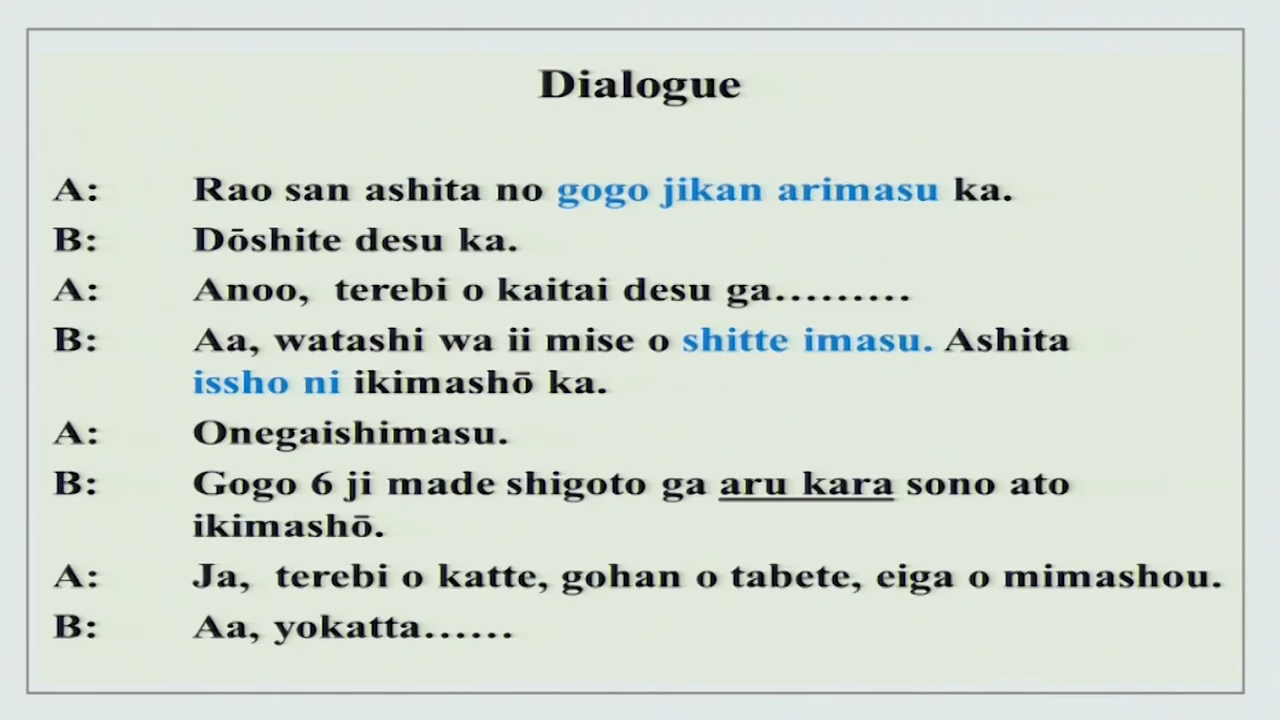 Dialogue
A: Rao san ashita no gogo jikan arimasu ka.
B: Dōshite desu ka.
A: Anoo, terebi o kaitai desu ga.........
B: Aa, watashi wa ii mise o shitte imasu. Ashita
issho ni ikimashō ka.
A: Onegaishimasu.
B: Gogo 6 ji made shigoto ga aru kara sono ato
ikimashō.
A: Ja, terebi o katte, gohan o tabete, eiga o mimashou.
B: Aa, yokatta......